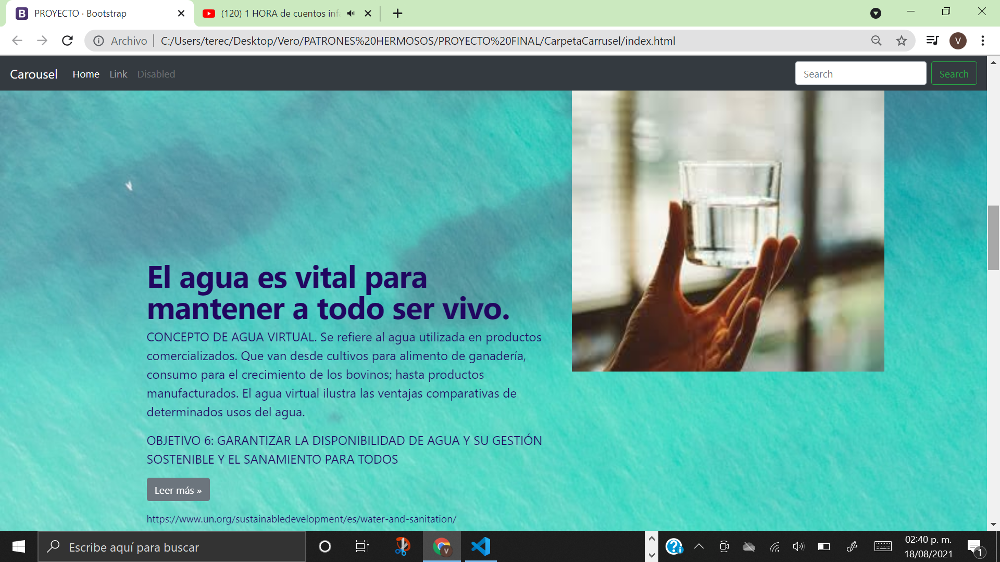 PROYECTO · Bootstrap
(120) 1 HORA de cuentos inf
Archivo
C:/Users/terec/Desktop/Vero/PATRONES%20HERMOSOS/PROYECTO%20FINAL/CarpetaCarrusel/index.html
V
Carousel Home Link Disabled
Search
Search
El agua es vital para
mantener a todo ser vivo.
CONCEPTO DE AGUA VIRTUAL. Se refiere al agua utilizada en productos
comercializados. Que van desde cultivos para alimento de ganadería,
consumo para el crecimiento de los bovinos; hasta productos
manufacturados. El agua virtual ilustra las ventajas comparativas de
determinados usos del agua.
OBJETIVO 6: GARANTIZAR LA DISPONIBILIDAD DE AGUA Y SU GESTIÓN
SOSTENIBLE Y EL SANAMIENTO PARA TODOS
Leer más »
https://www.un.org/sustainabledevelopment/es/water-and-sanitation/
Escribe aquí para buscar
V
02:40 p. m.
18/08/2021
1